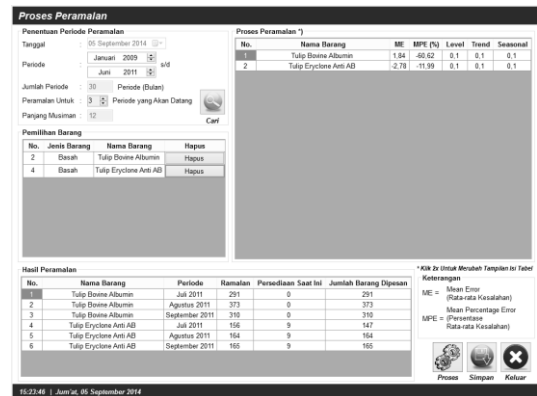 Proses Peramalan
Penentuan Periode Peramalan
Tanggal : 05 September 2014
Periode : Januari 2009 s/d
Juni 2011
Jumlah Periode : 30 Periode (Bulan)
Peramalan Untuk : 3 Periode yang Akan Datang
Panjang Musiman : 12
Cari
Proses Peramalan *)
No. Nama Barang ME MPE (%) Level Trend Seasonal
1 Tulip Bovine Albumin 1,84 -60,62 0,1 0,1 0,1
2 Tulip Eryclone Anti AB -2,78 -11,99 0,1 0,1 0,1
Pemilihan Barang
No. Jenis Barang Nama Barang Hapus
2 Basah Tulip Bovine Albumin Hapus
4 Basah Tulip Eryclone Anti AB Hapus
* Klik 2x Untuk Merubah Tampilan Isi Tabel
Hasil Peramalan
No. Nama Barang Periode Ramalan Persediaan Saat Ini Jumlah Barang Dipesan
1 Tulip Bovine Albumin Juli 2011 291 0 291
2 Tulip Bovine Albumin Agustus 2011 373 0 373
3 Tulip Bovine Albumin September 2011 310 0 310
4 Tulip Eryclone Anti AB Juli 2011 156 9 147
5 Tulip Eryclone Anti AB Agustus 2011 164 9 164
6 Tulip Eryclone Anti AB September 2011 165 9 165
Keterangan
ME = Mean Error
(Rata-rata Kesalahan)
Mean Percentage Error
MPE = (Persentase
Rata-rata Kesalahan)
Proses Simpan Keluar
15:23:46 | Jum'at, 05 September 2014